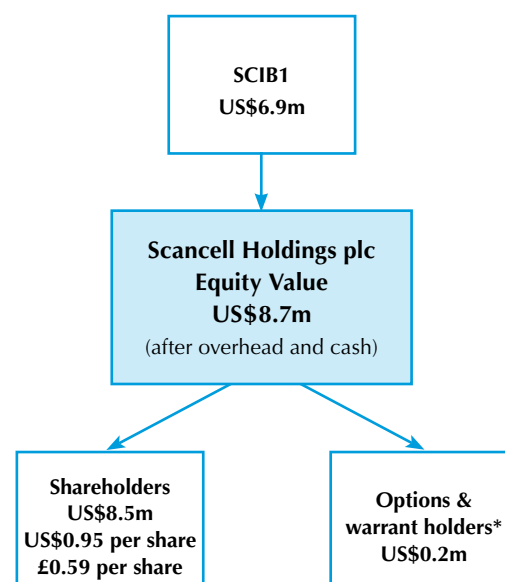 SCIB1
US$6.9m
Scancell Holdings plc
Equity Value
US$8.7m
(after overhead and cash)
Shareholders
US$8.5m
US$0.95 per share
£0.59 per share
Options &
warrant holders*
US$0.2m